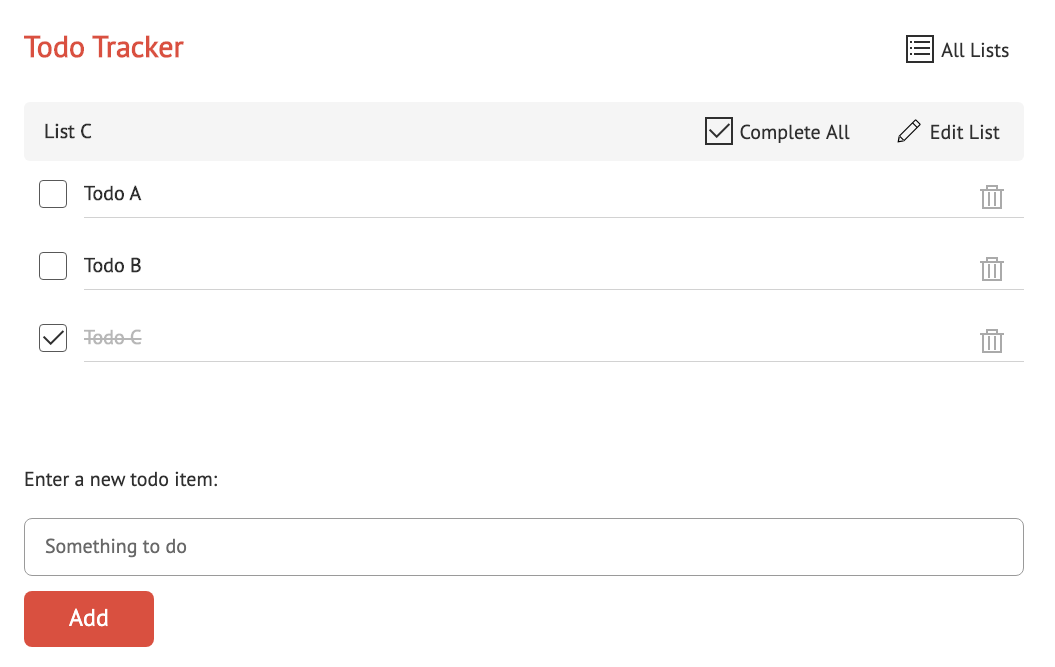 Todo Tracker
All Lists
List C
Complete All
Edit List
Todo A
Todo B
Todo C
Enter a new todo item:
Something to do
Add